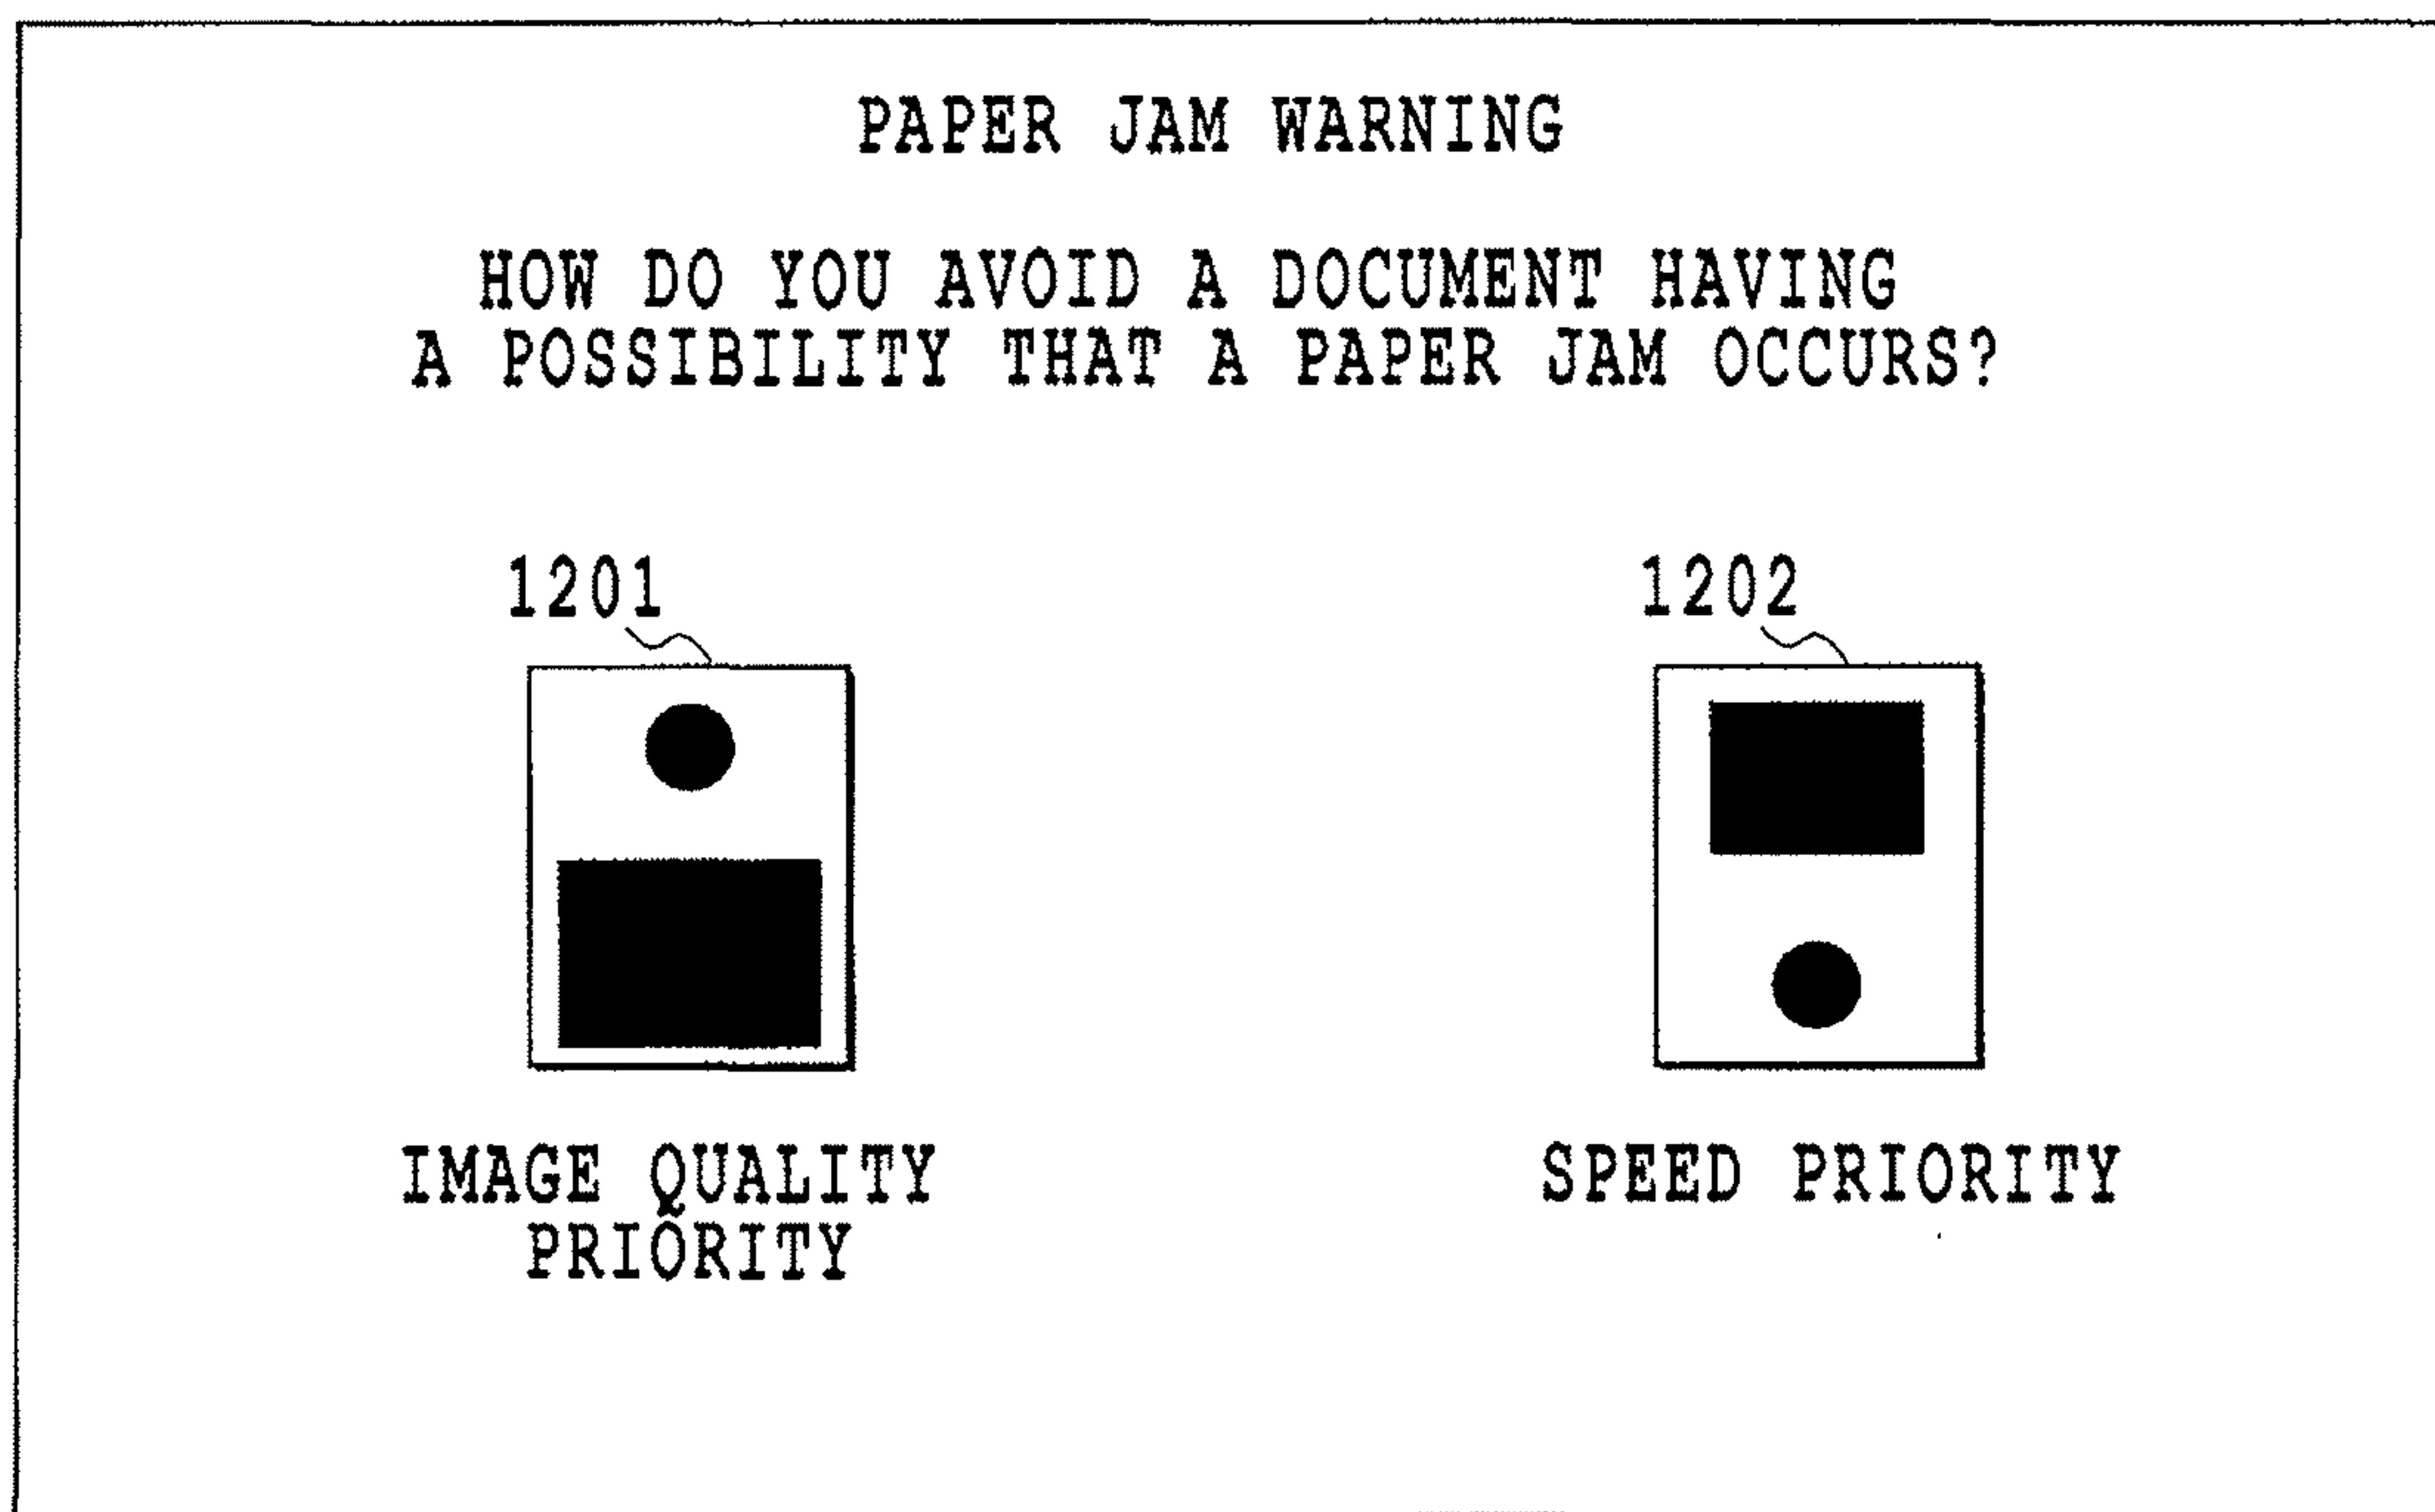 PAPER JAM WARNING
HOW DO YOU AVOID A DOCUMENT HAVING
A POSSIBILITY THAT A PAPER JAM OCCURS?
1201
1202
IMAGE QUALITY
PRIORITY
SPEED PRIORITY